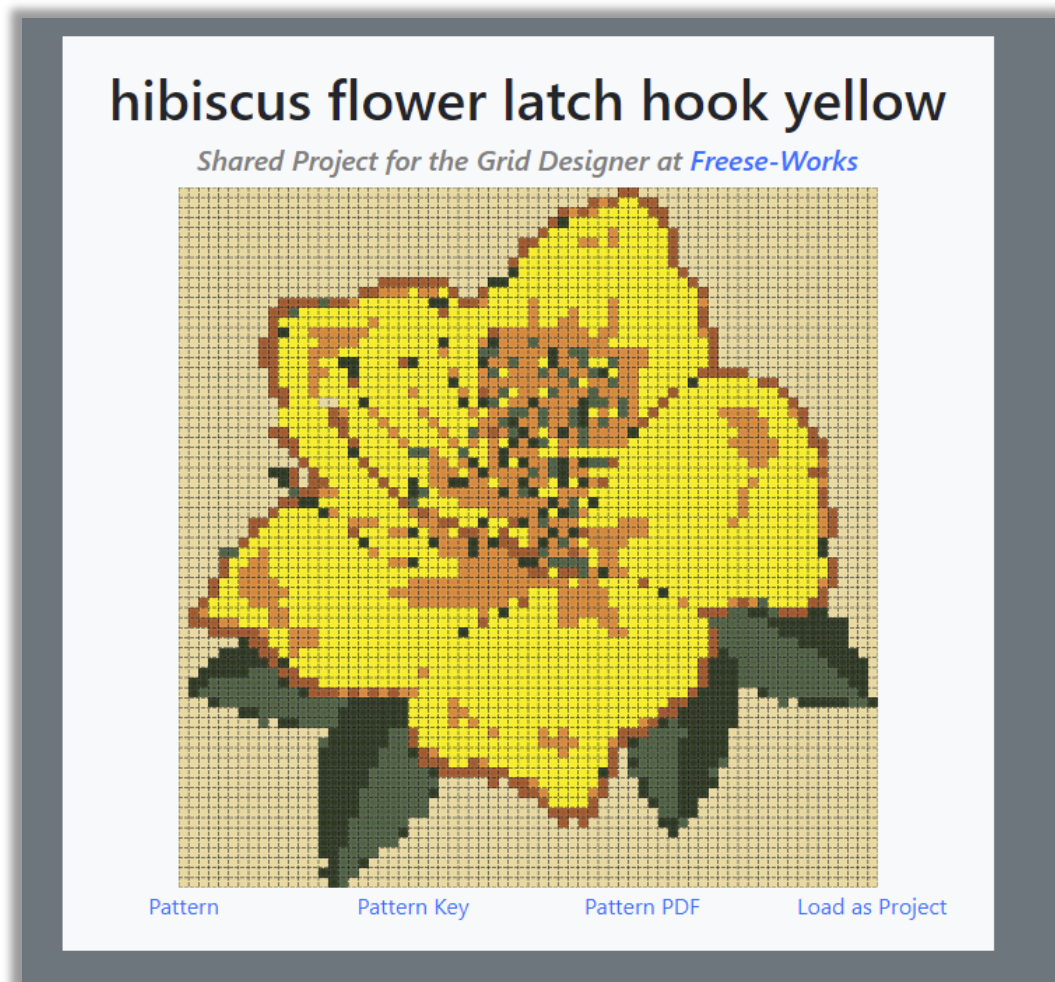 hibiscus flower latch hook yellow
Shared Project for the Grid Designer at Freese-Works
Pattern Pattern Key Pattern PDF Load as Project